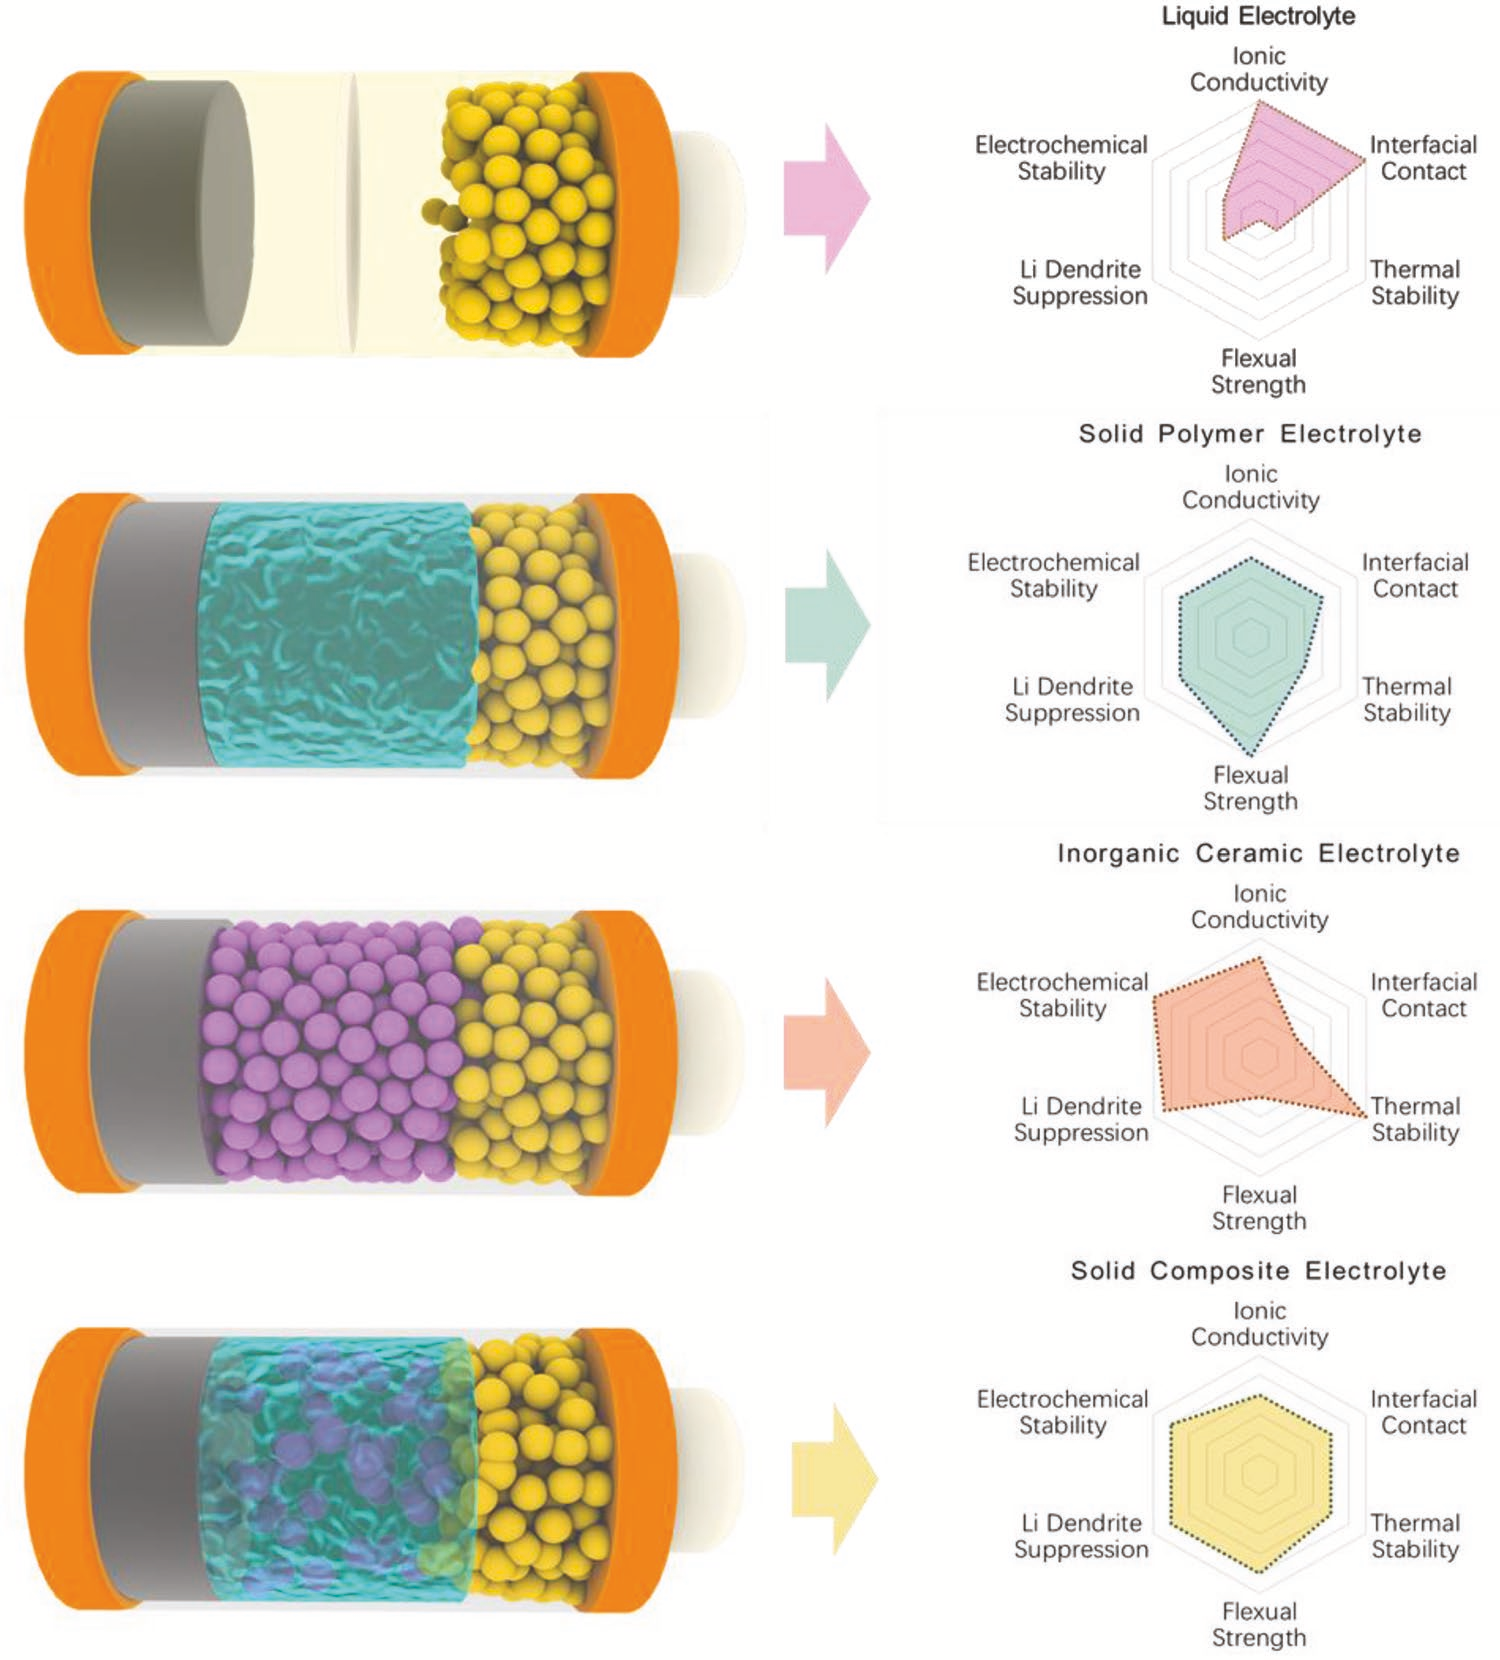 Liquid Electrolyte
Ionic
Conductivity
Electrochemical
Stability
Interfacial
Contact
Li Dendrite
Suppression
Thermal
Stability
Flexual
Strength
Solid Polymer Electrolyte
Ionic
Conductivity
Electrochemical
Stability
Interfacial
Contact
Li Dendrite
Suppression
Thermal
Stability
Flexual
Strength
Inorganic Ceramic Electrolyte
Ionic
Conductivity
Electrochemical
Stability
Interfacial
Contact
Li Dendrite
Suppression
Thermal
Stability
Flexual
Strength
Solid Composite Electrolyte
Ionic
Conductivity
Electrochemical
Stability
Interfacial
Contact
Li Dendrite
Suppression
Thermal
Stability
Flexual
Strength